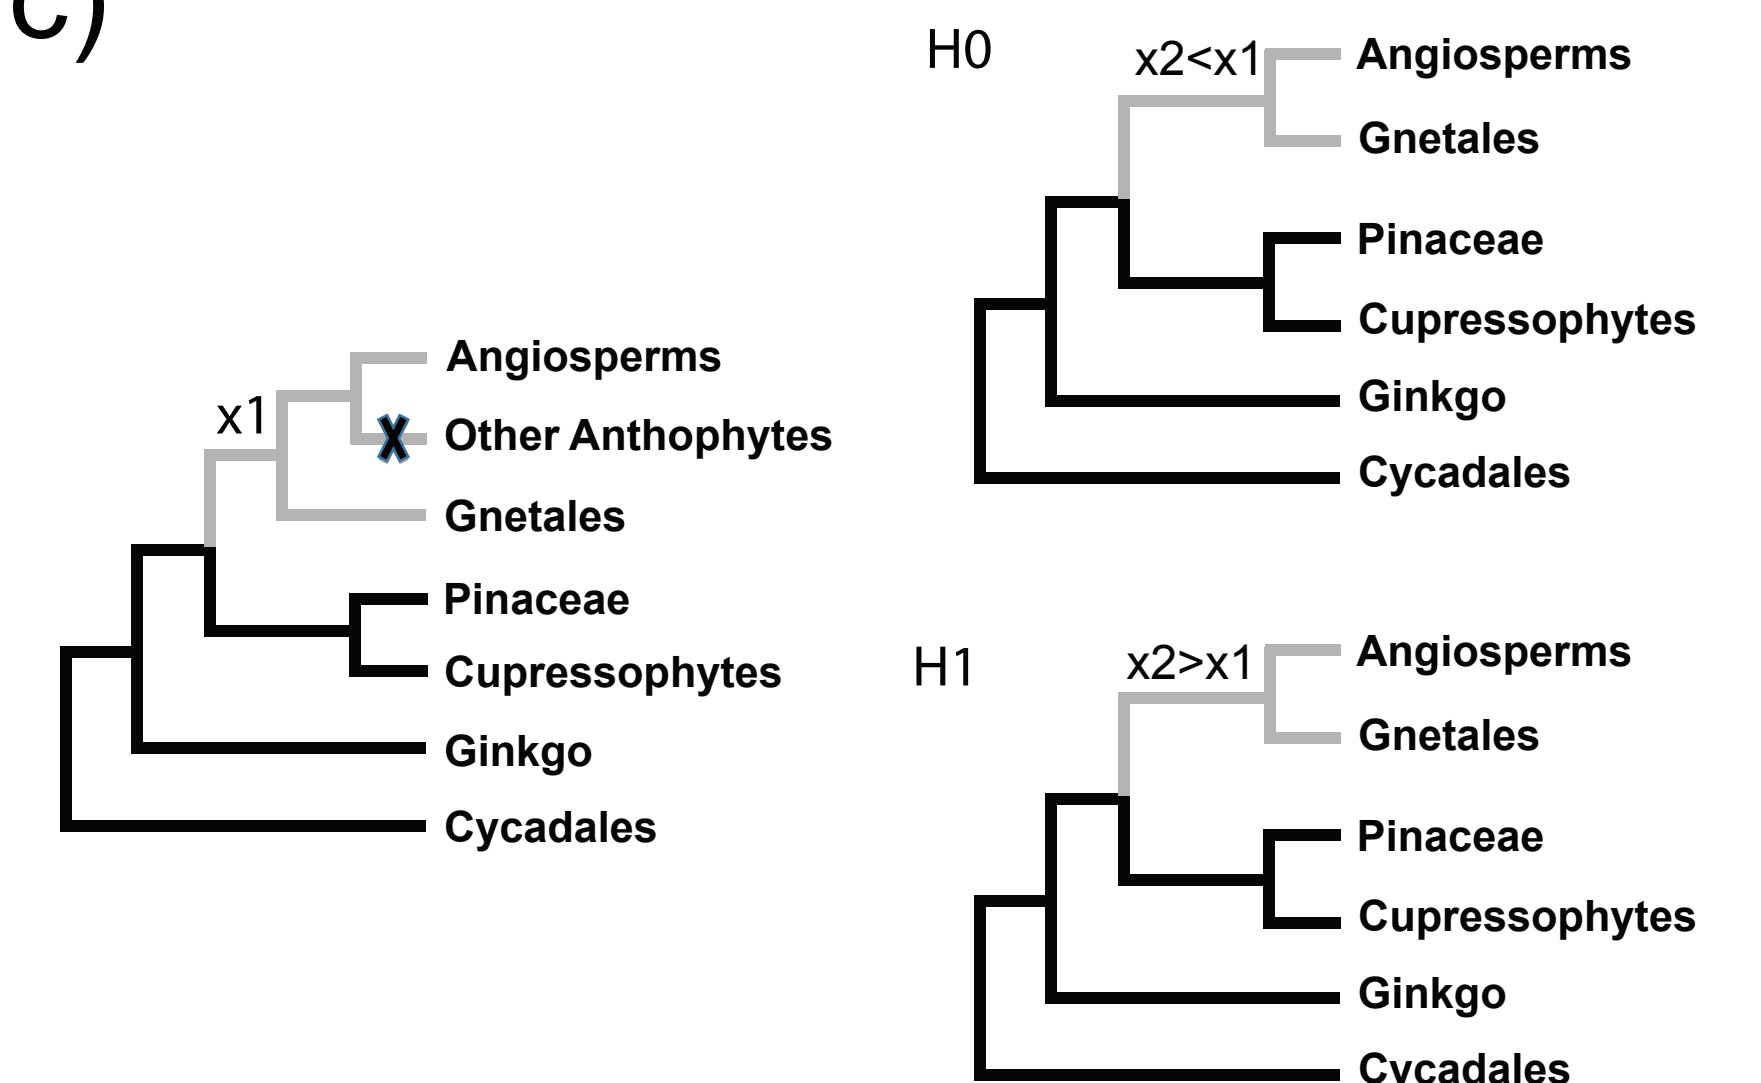 C)
x1
Angiosperms
Other Anthophytes
Gnetales
Pinaceae
Cupressophytes
Ginkgo
Cycadales
H0
x2<x1
Angiosperms
Gnetales
Pinaceae
Cupressophytes
Ginkgo
Cycadales
H1
x2>x1
Angiosperms
Gnetales
Pinaceae
Cupressophytes
Ginkgo
Cycadales